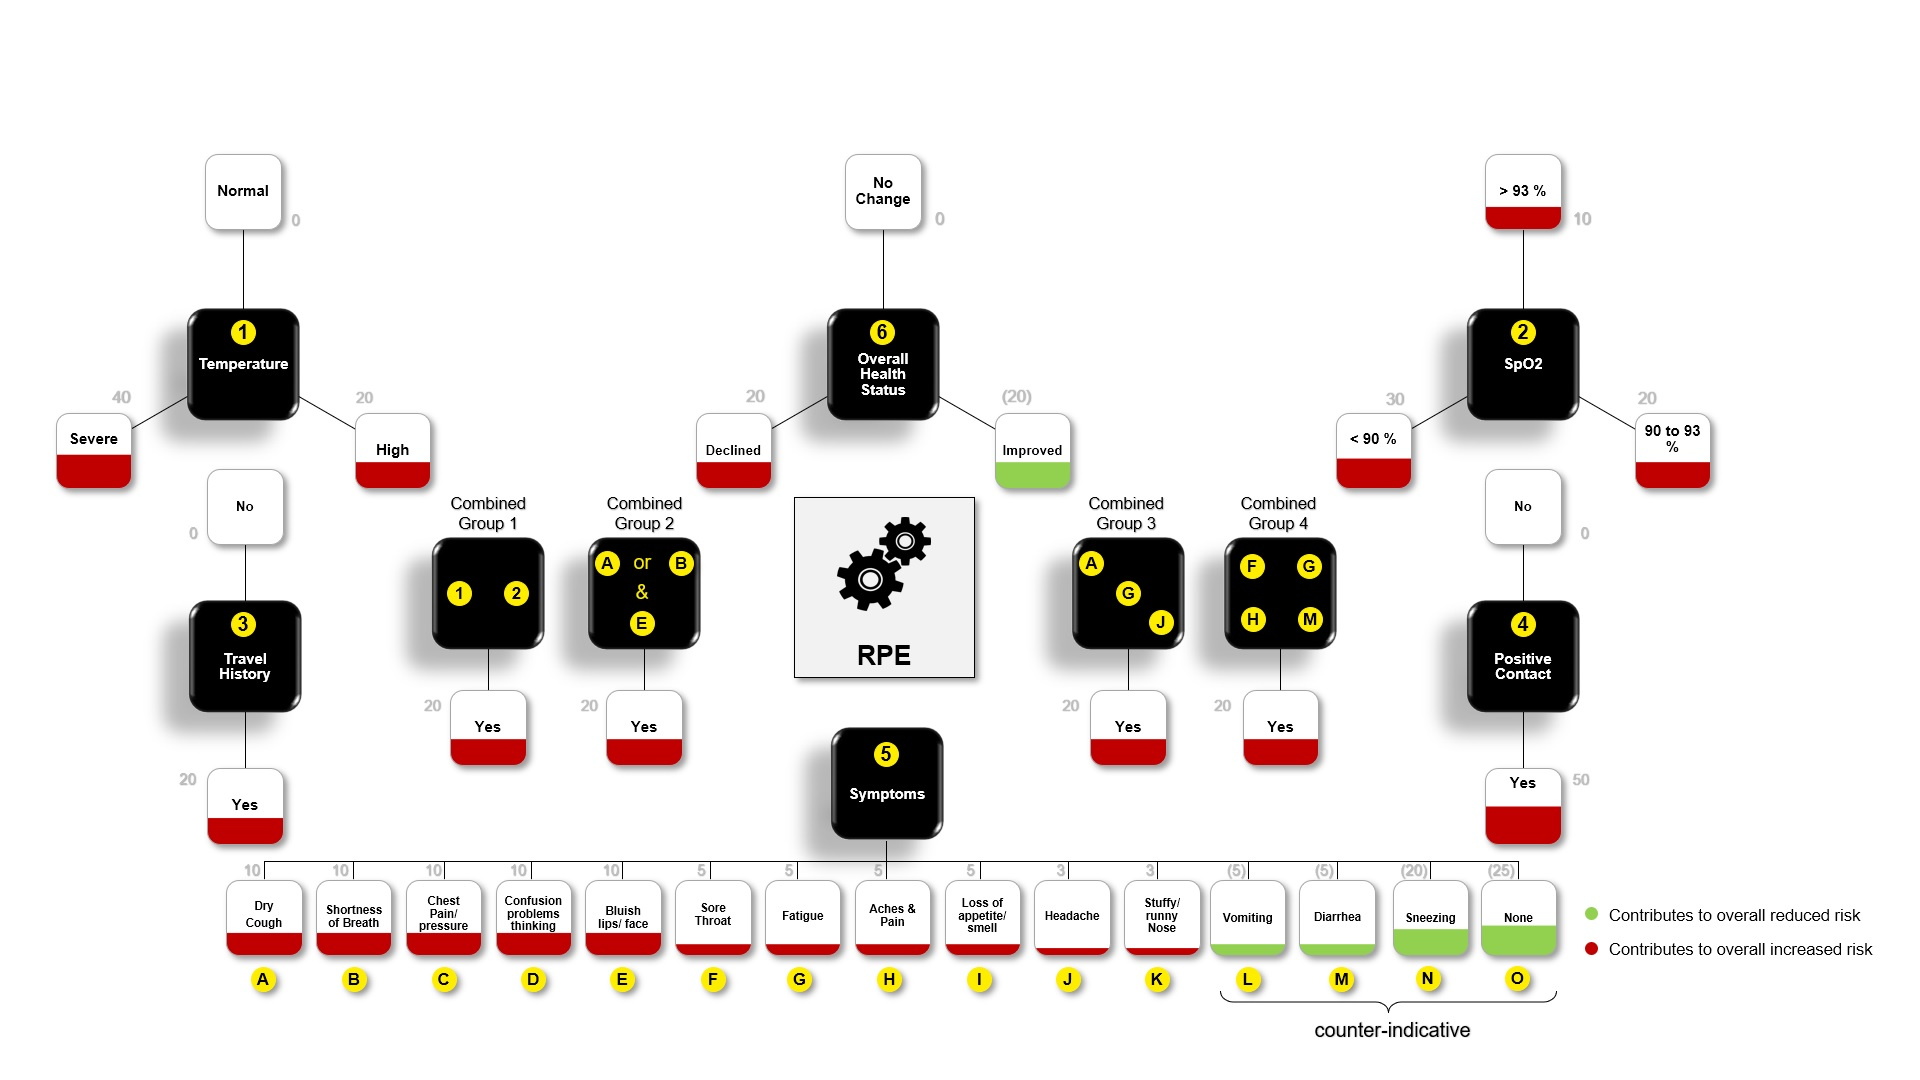 Normal
0
1
Temperature
40
Severe
20
High
No
Change
0
6
Overall
Health
Status
20
Declined
(20)
Improved
> 93 %
10
2
SpO2
30
< 90 %
20
90 to 93
%
No
0
3
Travel
History
20
Yes
Combined
Group 1
1 2
20
Yes
Combined
Group 2
A or B
&
E
20
Yes
RPE
Combined
Group 3
A
G
J
20
Yes
Combined
Group 4
F G
H M
20
Yes
No
0
4
Positive
Contact
Yes
50
5
Symptoms
10
Dry
Cough
A
10
Shortness
of Breath
B
10
Chest
Pain/
pressure
C
10
Confusion
problems
thinking
D
10
Bluish
lips/ face
E
5
Sore
Throat
F
5
Fatigue
G
5
Aches &
Pain
H
5
Loss of
appetite/
smell
I
3
Headache
J
3
Stuffy/
runny
Nose
K
(5)
Vomiting
L
(5)
Diarrhea
M
(20)
Sneezing
N
(25)
None
O
counter-indicative
Contributes to overall reduced risk
Contributes to overall increased risk